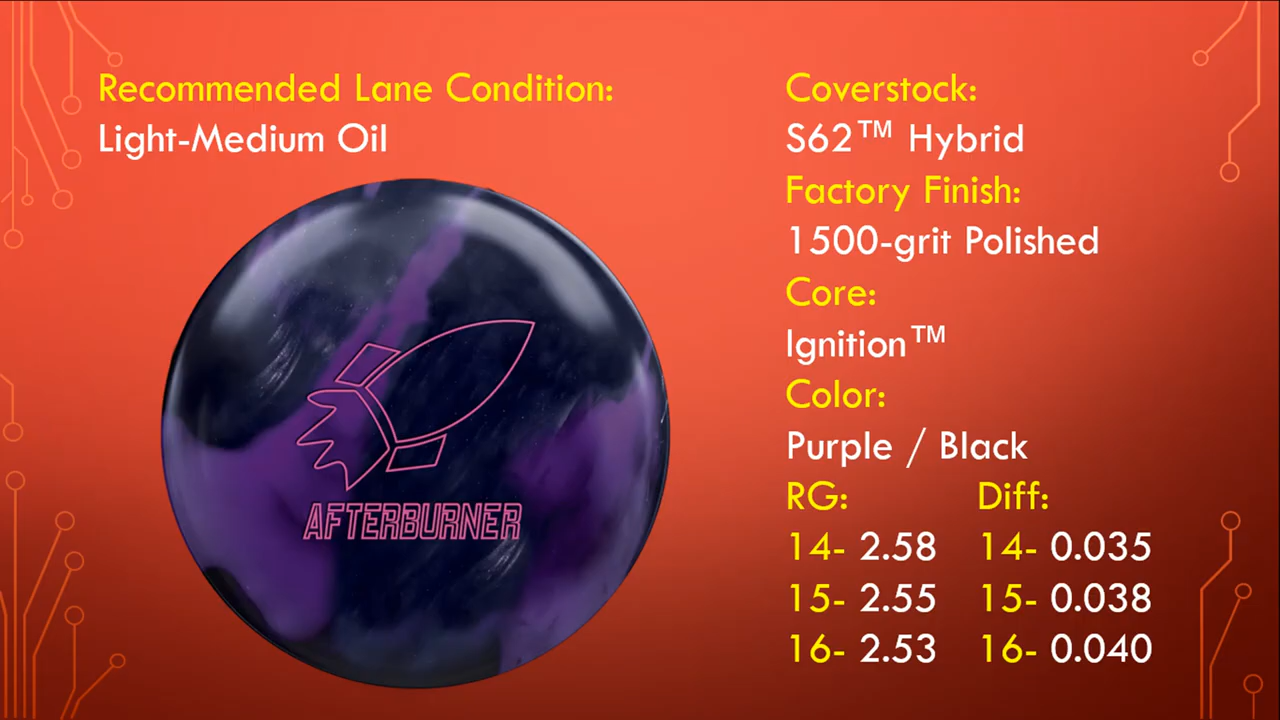 Recommended Lane Condition:
Light-Medium Oil
AFTERBURNER
Coverstock:
S62™ Hybrid
Factory Finish:
1500-grit Polished
Core:
Ignition™
Color:
Purple / Black
RG: Diff:
14- 2.58 14- 0.035
15- 2.55 15- 0.038
16- 2.53 16- 0.040